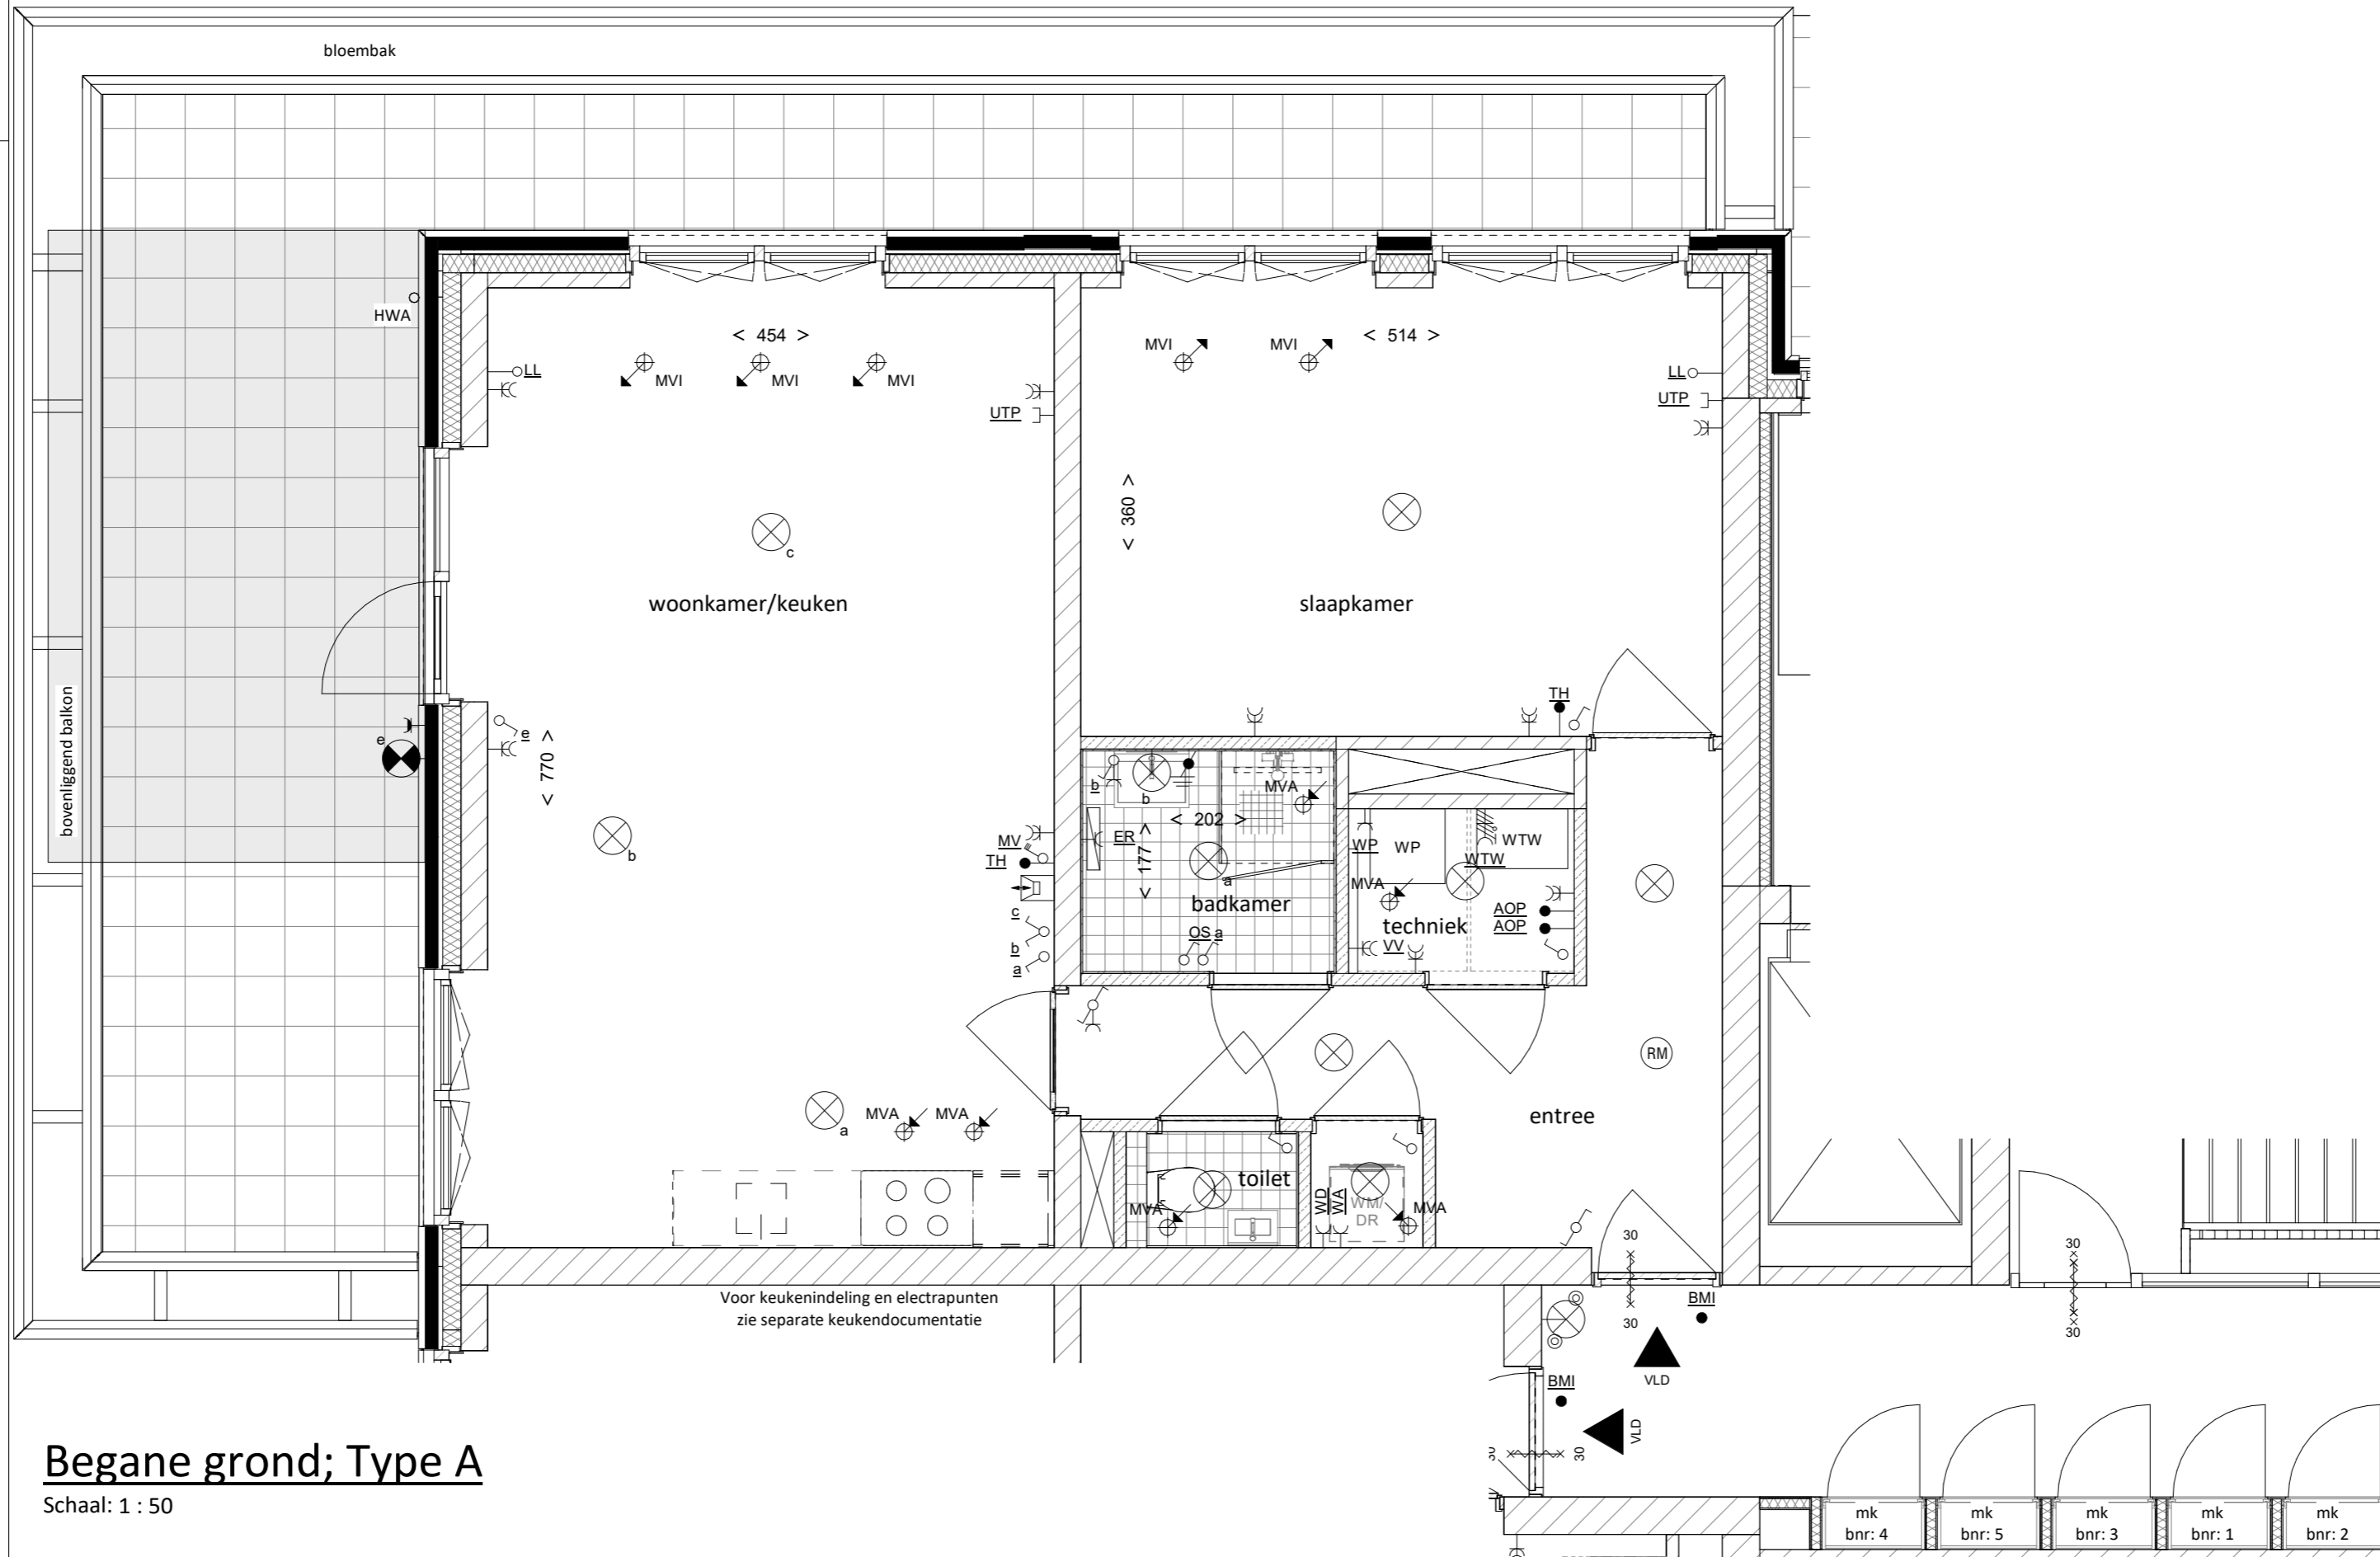 bloembak
HWA
< 454 >
MVI
MVI
MVI
MVI
MVI
< 514 >
LL
UTP
LL
UTP
< 360 >
c
woonkamer/keuken
slaapkamer
bovenliggend balkon
e
e
< 770 >
TH
b
b
MVA
< 202 >
b
MV
TH
ER
< 177 >
a
WP
WP
WTW
WTW
MVA
badkamer
techniek
AOP
AOP
c
b
a
OS a
VV
RM
entree
a
MVA
MVA
toilet
MVA
WD
WA
WM/
DR
MVA
30
30
BMI
VLD
BMI
VLD
30
30
30
Voor keukenindeling en electrapunten
zie separate keukendocumentatie
Begane grond; Type A
Schaal: 1 : 50
mk
bnr: 4
mk
bnr: 5
mk
bnr: 3
mk
bnr: 1
mk
bnr: 2